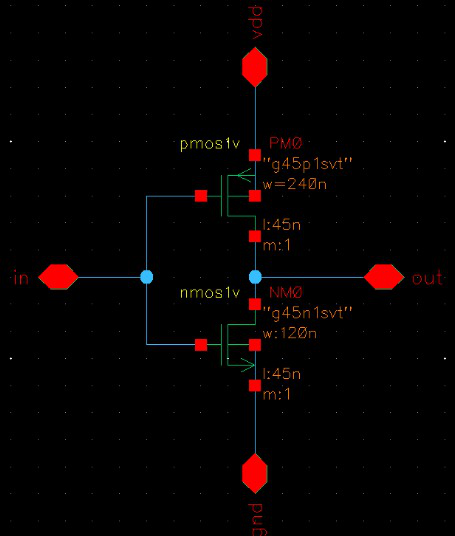 vdd
pmos1v PM0
"g45p1svt"
w=240n
l:45n
m:1
in
out
nmos1v NM0
"g45n1svt"
w:120n
l:45n
m:1
gnd